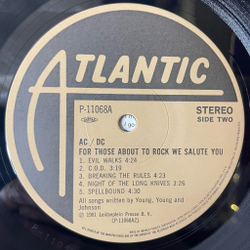 ATLANTIC
P-11068A
STEREO
SIDE TWO
AC/DC
FOR THOSE ABOUT TO ROCK WE SALUTE YOU
1. EVIL WALKS 4:24
2. C.O.D. 3:19
3. BREAKING THE RULES 4:23
4. NIGHT OF THE LONG KNIVES 3:26
5. SPELLBOUND 4:30
All songs written by Young, Young and
Johnson
℗ 1981 Leidseplein Presse B. V.
(P-11068A2)